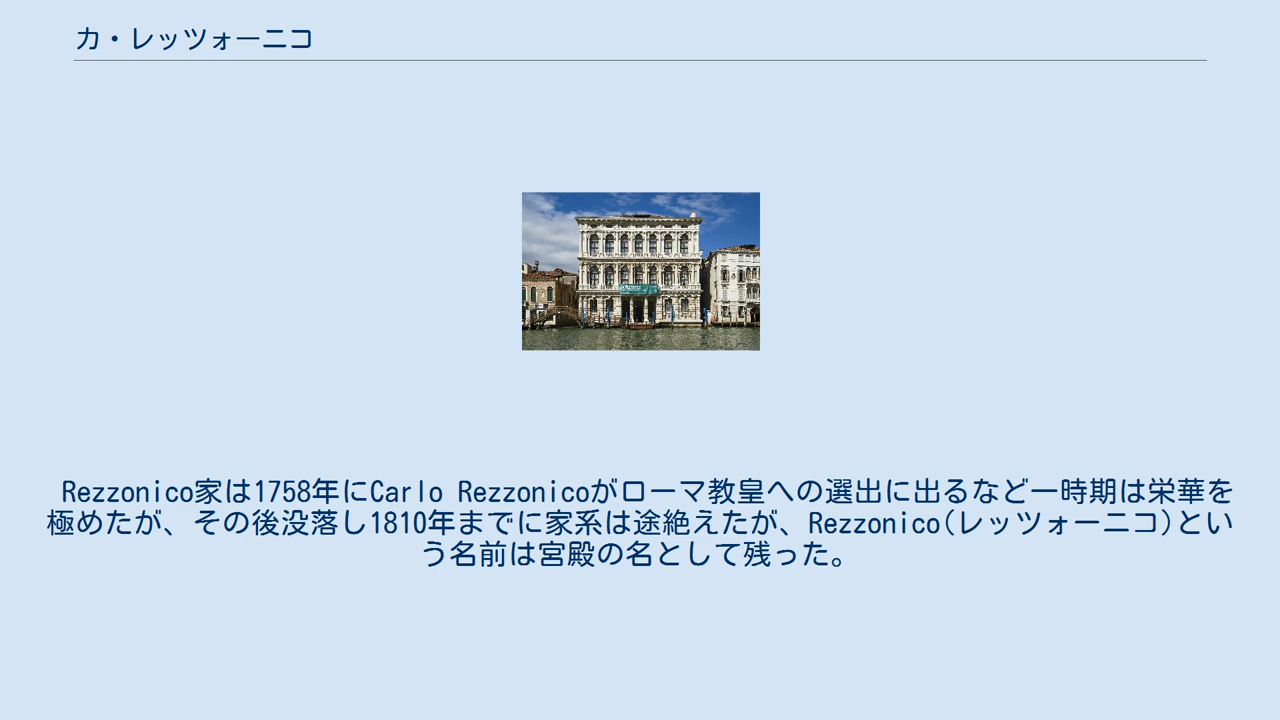 カ・レッツォーニコ
Rezzonico家は1758年にCarlo Rezzonicoがローマ教皇への選出に出るなど一時期は栄華を
極めたが、その後没落し1810年までに家系は途絶えたが、Rezzonico(レッツォーニコ)とい
う名前は宮殿の名として残った。